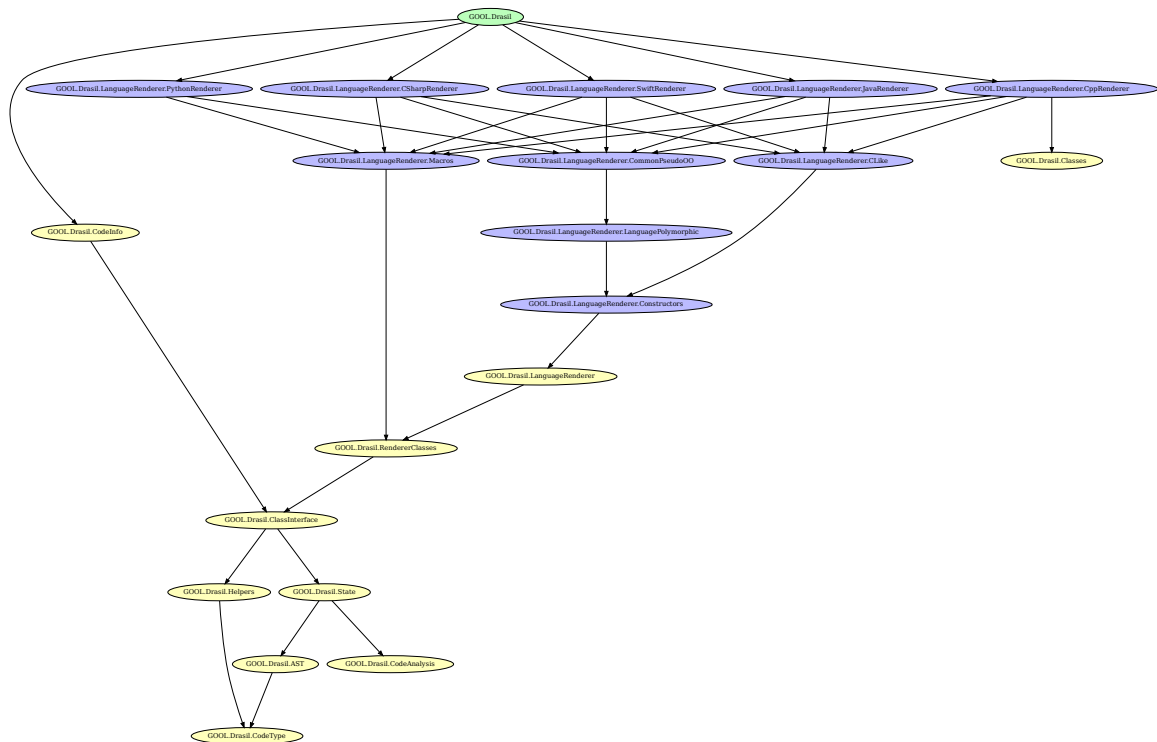 GOOL.Drasil
GOOL.Drasil.LanguageRenderer.PythonRenderer
GOOL.Drasil.LanguageRenderer.CSharpRenderer
GOOL.Drasil.LanguageRenderer.SwiftRenderer
GOOL.Drasil.LanguageRenderer.JavaRenderer
GOOL.Drasil.LanguageRenderer.CppRenderer
GOOL.Drasil.LanguageRenderer.Macros
GOOL.Drasil.LanguageRenderer.CommonPseudoOO
GOOL.Drasil.LanguageRenderer.CLike
GOOL.Drasil.Classes
GOOL.Drasil.CodeInfo
GOOL.Drasil.LanguageRenderer.LanguagePolymorphic
GOOL.Drasil.LanguageRenderer.Constructors
GOOL.Drasil.LanguageRenderer
GOOL.Drasil.RendererClasses
GOOL.Drasil.ClassInterface
GOOL.Drasil.Helpers
GOOL.Drasil.State
GOOL.Drasil.AST
GOOL.Drasil.CodeAnalysis
GOOL.Drasil.CodeType